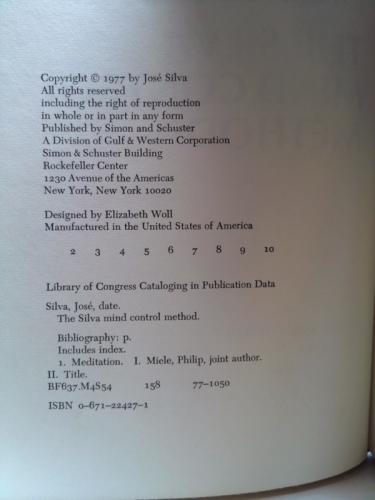 Copyright © 1977 by José Silva
All rights reserved
including the right of reproduction
in whole or in part in any form
Published by Simon and Schuster
A Division of Gulf & Western Corporation
Simon & Schuster Building
Rockefeller Center
1230 Avenue of the Americas
New York, New York 10020
Designed by Elizabeth Woll
Manufactured in the United States of America
2 3 4 5 6 7 8 9 10
Library of Congress Cataloging in Publication Data
Silva, José, date.
The Silva mind control method.
Bibliography: p.
Includes index.
1. Meditation. I. Miele, Philip, joint author.
II. Title.
BF637.M4S54 158 77-1050
ISBN 0-671-22427-1